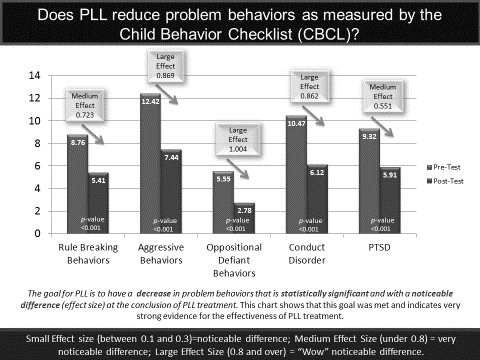 Does PLL reduce problem behaviors as measured by the
Child Behavior Checklist (CBCL)?
14
12
10
8
6
4
2
0
Medium
Effect
0.723
Large
Effect
0.869
Large
Effect
1.004
Large
Effect
0.862
Medium
Effect
0.551
8.76
5.41
12.42
7.44
5.55
2.78
10.47
6.12
9.32
5.91
p-value
<0.001
p-value
<0.001
p-value
<0.001
p-value
<0.001
p-value
<0.001
Pre-Test
Post-Test
Rule Breaking
Behaviors
Aggressive
Behaviors
Oppositional
Defiant
Behaviors
Conduct
Disorder
PTSD
The goal for PLL is to have a decrease in problem behaviors that is statistically significant and with a noticeable
difference (effect size) at the conclusion of PLL treatment. This chart shows that this goal was met and indicates very
strong evidence for the effectiveness of PLL treatment.
Small Effect size (between 0.1 and 0.3)=noticeable difference; Medium Effect Size (under 0.8) = very
noticeable difference; Large Effect Size (0.8 and over) = “Wow” noticeable difference.